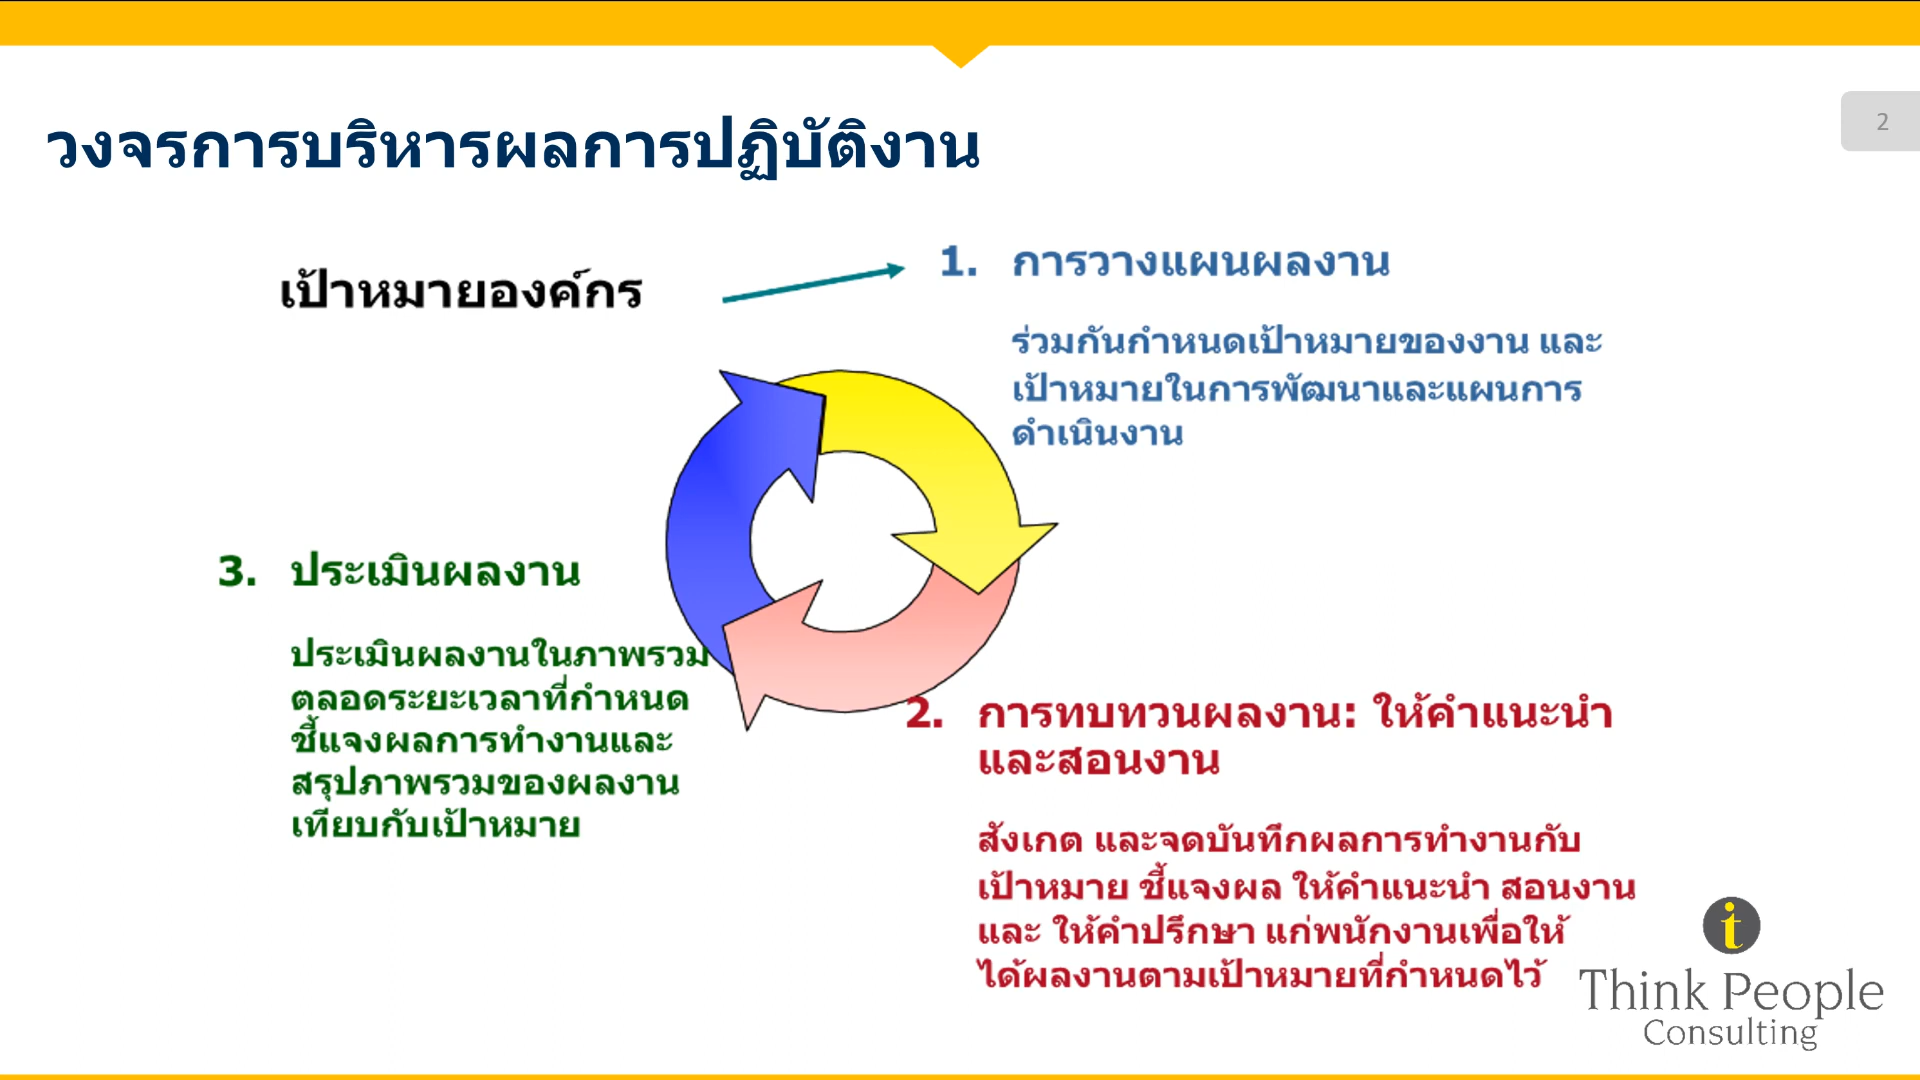 วงจรการบริหารผลการปฏิบัติงาน
2
เป้าหมายองค์กร
1. การวางแผนผลงาน
ร่วมกันกำหนดเป้าหมายของงาน และ
เป้าหมายในการพัฒนาและแผนการ
ดำเนินงาน
2. การทบทวนผลงาน: ให้คำแนะนำ
และสอนงาน
สังเกต และจดบันทึกผลการทำงานกับ
เป้าหมาย ชี้แจงผล ให้คำแนะนำ สอนงาน
และ ให้คำปรึกษา แก่พนักงานเพื่อให้
ได้ผลงานตามเป้าหมายที่กำหนดไว้
3. ประเมินผลงาน
ประเมินผลงานในภาพรวม
ตลอดระยะเวลาที่กำหนด
ชี้แจงผลการทำงานและ
สรุปภาพรวมของผลงาน
เทียบกับเป้าหมาย
Think People
Consulting